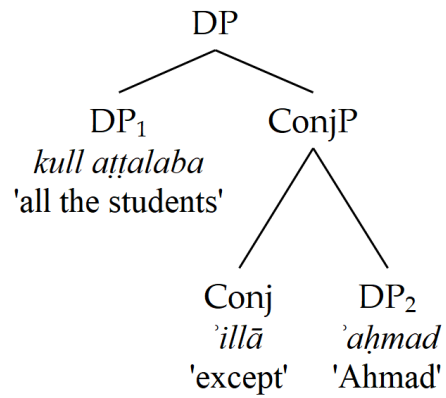 DP
DP₁ ConjP
kull aṭṭalaba
'all the students'
Conj DP₂
ʾillā ʾaḥmad
'except' 'Ahmad'